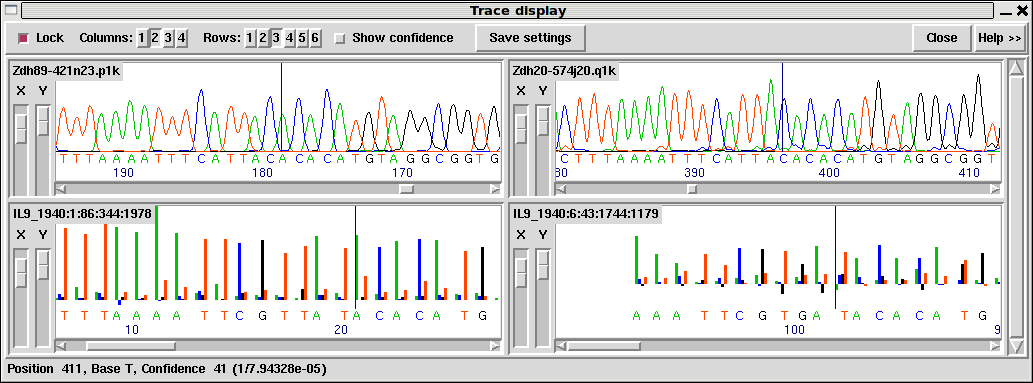 Trace display
Lock Columns: 1 2 3 4 Rows: 1 2 3 4 5 6 Show confidence Save settings Close Help >>
Zdh89-421n23.p1k
X Y
T T T A A A A T T T C A T T A C A C A C A T G T A G G C G G T G
190 180 170
Zdh20-574j20.q1k
X Y
C T T T A A A A T T T C A T T A C A C A C A T G T A G G C G G T
80 390 400 410
IL9_1940:1:86:344:1978
X Y
T T T A A A A T T C G T T A T A C A C A T G
10 20
IL9_1940:6:43:1744:1179
X Y
A A A T T C G T G A T A C A C A T G
100 9
Position 411, Base T, Confidence 41 (1/7.94328e-05)